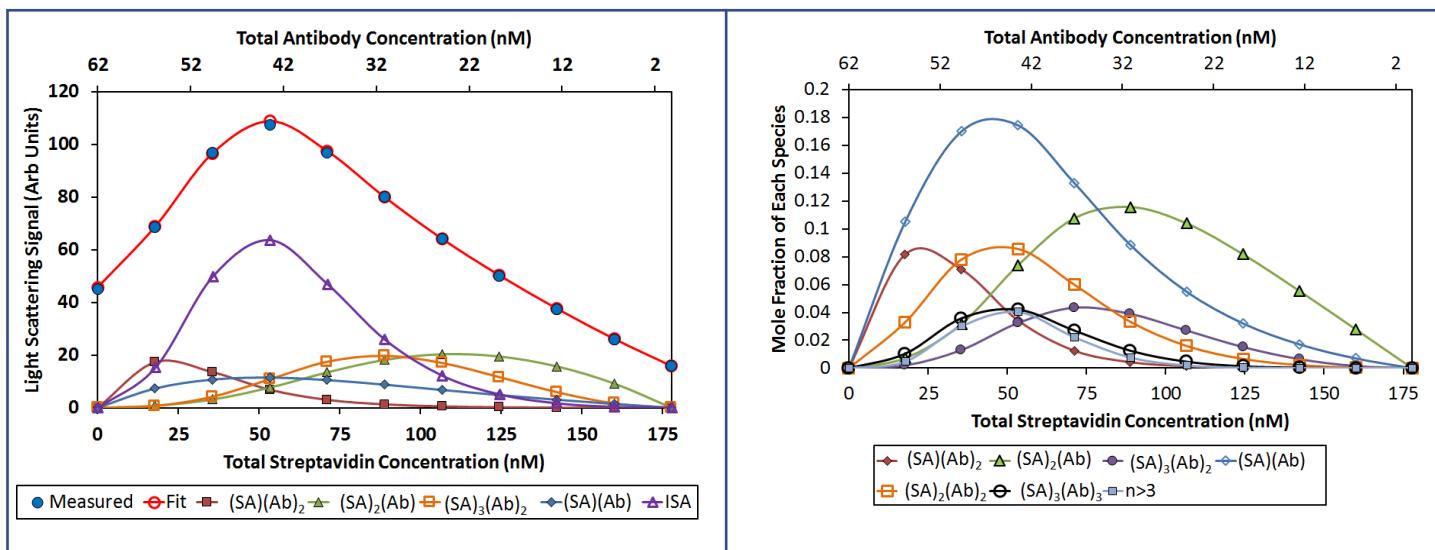 Total Antibody Concentration (nM)
62 52 42 32 22 12 2
120
100
80
60
40
20
0
Light Scattering Signal (Arb Units)
0 25 50 75 100 125 150 175
Total Streptavidin Concentration (nM)
Measured Fit (SA)(Ab)₂ (SA)₂(Ab) (SA)₃(Ab)₂ (SA)(Ab) ISA
Total Antibody Concentration (nM)
62 52 42 32 22 12 2
0.2
0.18
0.16
0.14
0.12
0.1
0.08
0.06
0.04
0.02
0
Mole Fraction of Each Species
0 25 50 75 100 125 150 175
Total Streptavidin Concentration (nM)
(SA)(Ab)₂ (SA)₂(Ab) (SA)₃(Ab)₂ (SA)(Ab)
(SA)₂(Ab)₂ (SA)₃(Ab)₃ n>3